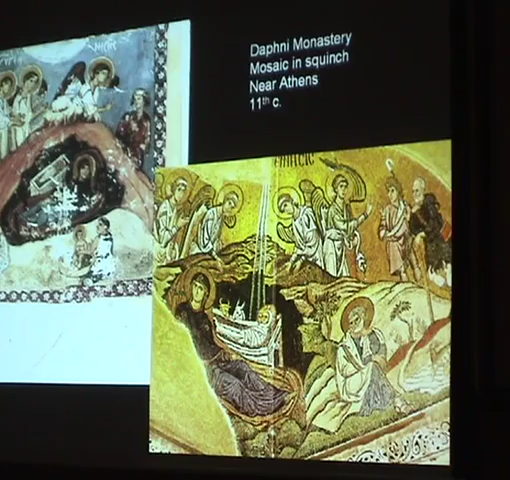 Daphni Monastery
Mosaic in squinch
Near Athens
11th c.